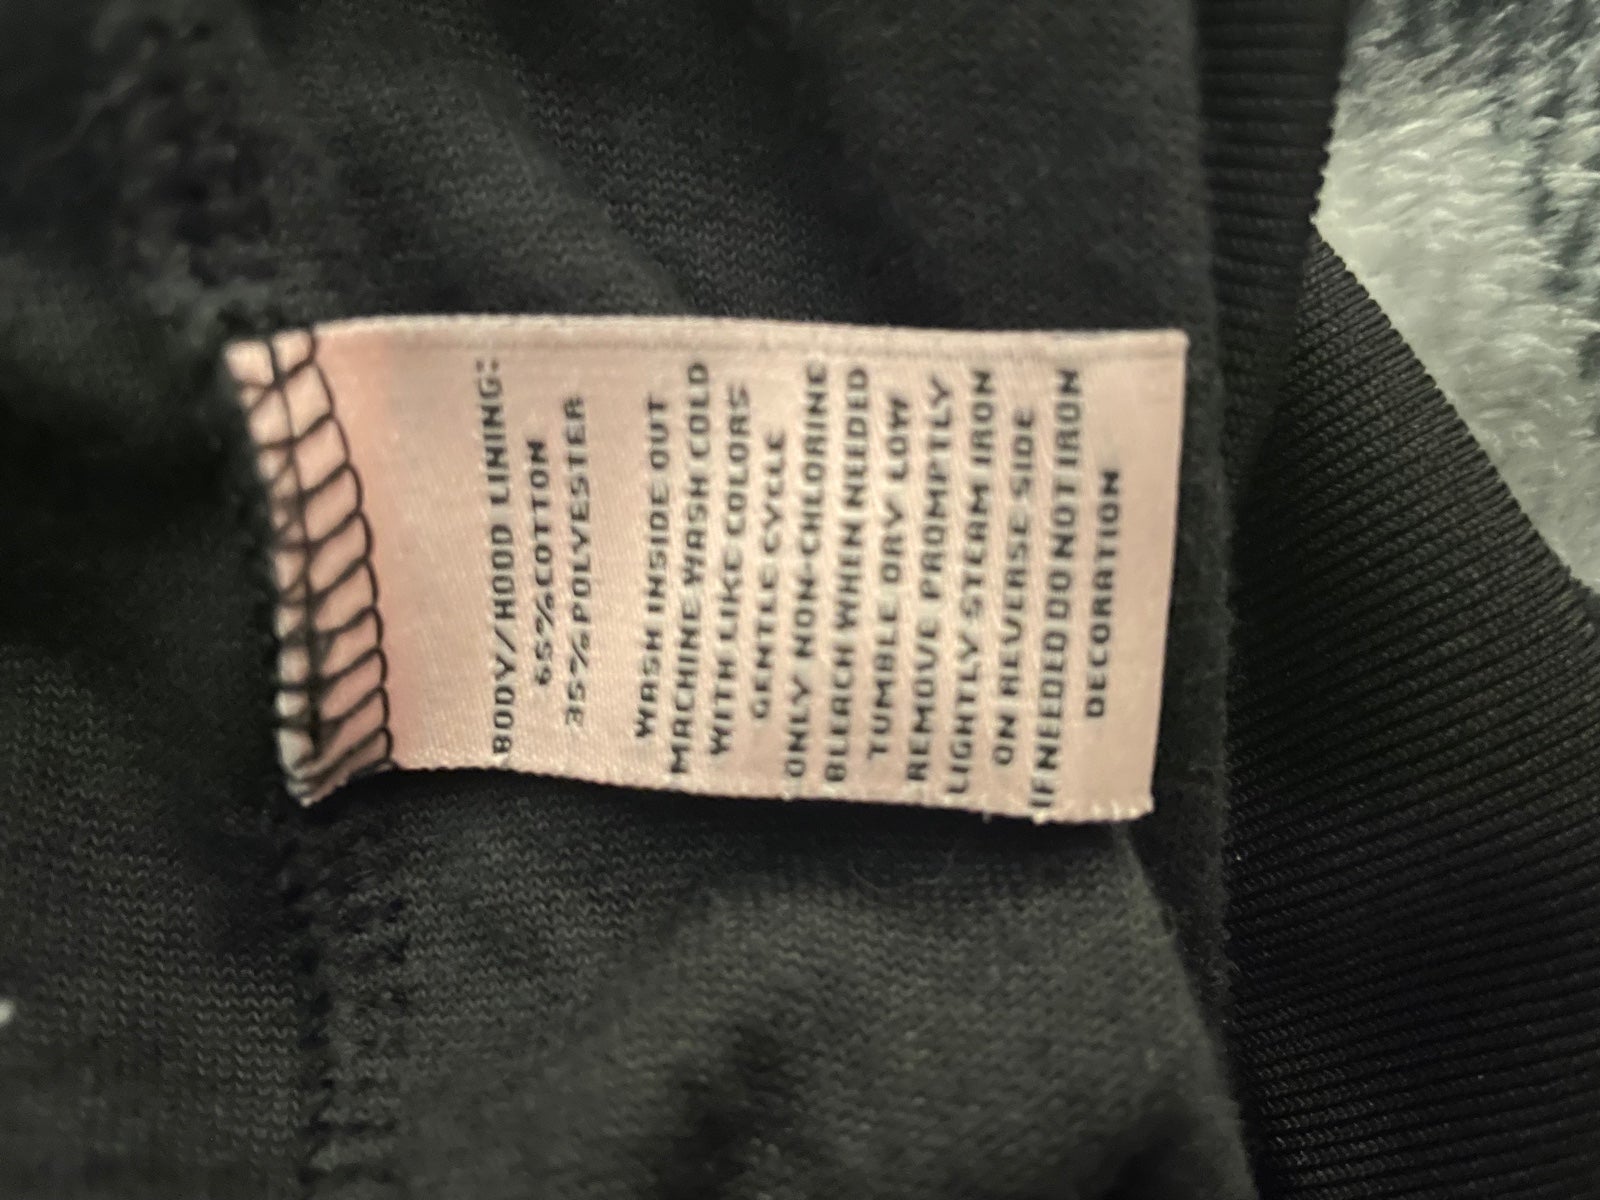 BODY/HOOD LINING:
65%COTTON
35%POLYESTER
WASH INSIDE OUT
MACHINE WASH COLD
WITH LIKE COLORS
GENTLE CYCLE
ONLY NON-CHLORINE
BLEACH WHEN NEEDED
TUMBLE DRY LOW
REMOVE PROMPTLY
LIGHTLY STEAM IRON
ON REVERSE SIDE
IF NEEDED DO NOT IRON
DECORATION